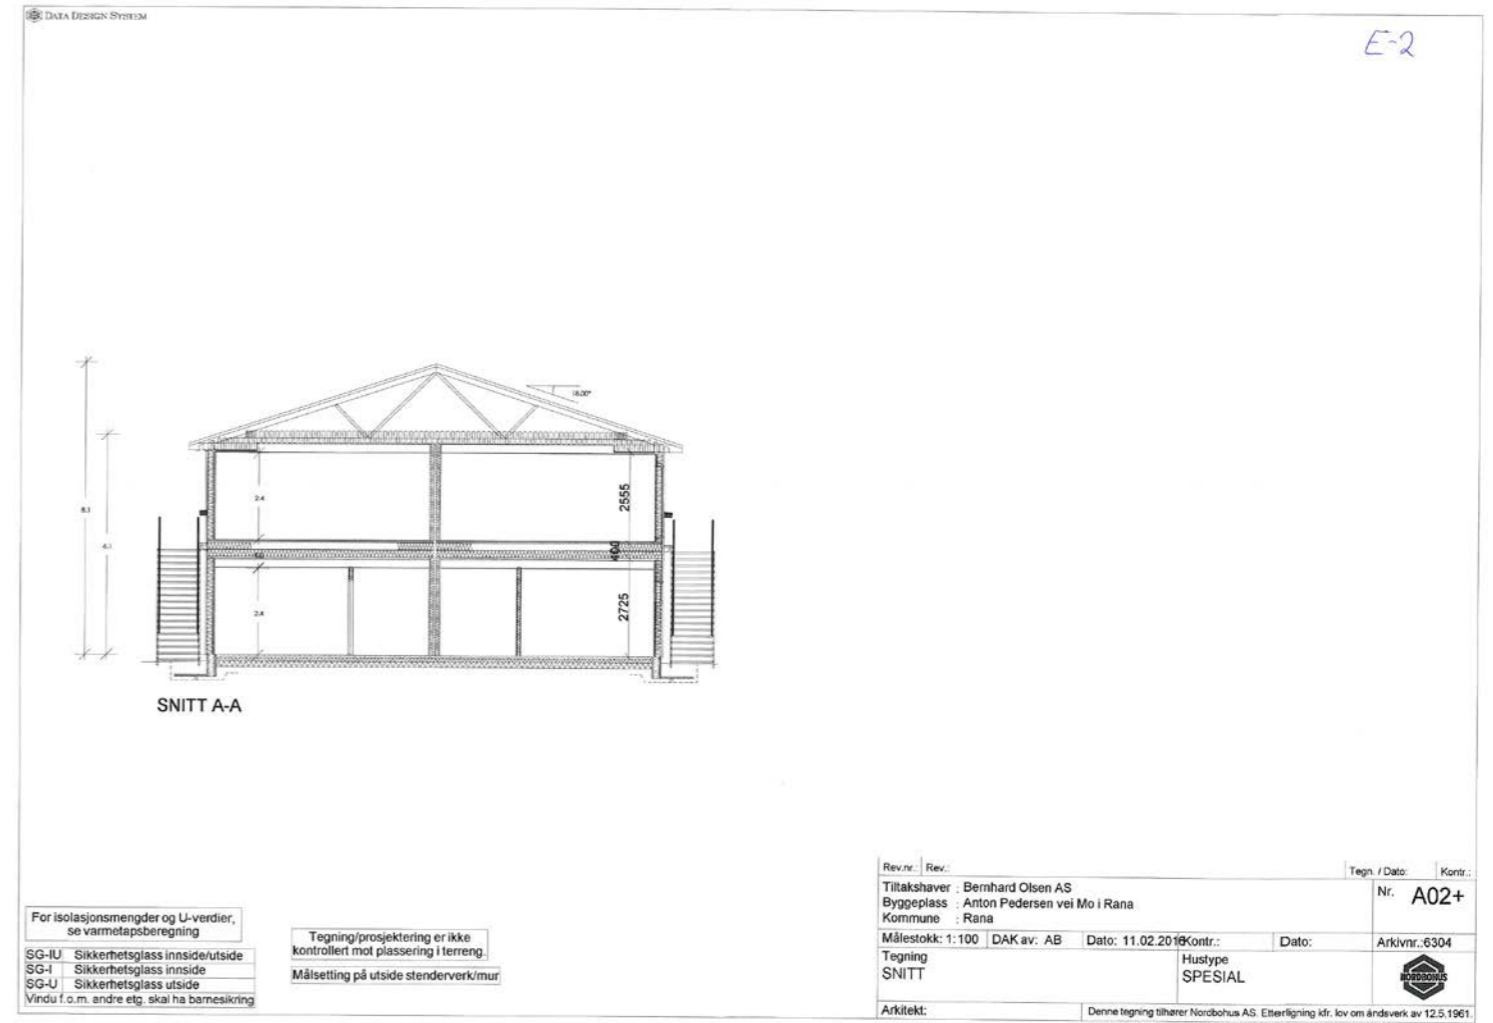 DATA DESIGN SYSTEM
E-2
18.00°
8.1
6.1
2.4
2555
400
2.4
2725
SNITT A-A
For isolasjonsmengder og U-verdier,
se varmetapsberegning
SG-IU Sikkerhetsglass innside/utside
SG-I Sikkerhetsglass innside
SG-U Sikkerhetsglass utside
Vindu f.o.m. andre etg. skal ha barnesikring
Tegning/prosjektering er ikke
kontrollert mot plassering i terreng.
Målsetting på utside stenderverk/mur
Rev.nr.: Rev.: Tegn. / Dato: Kontr.:
Tiltakshaver : Bernhard Olsen AS
Byggeplass : Anton Pedersen vei Mo i Rana
Kommune : Rana
Nr. A02+
Målestokk: 1:100 DAK av: AB Dato: 11.02.2016 Kontr.: Dato: Arkivnr.:6304
Tegning
SNITT
Hustype
SPESIAL
NORDBOHUS
Arkitekt:
Denne tegning tilhører Nordbohus AS. Etterligning kfr. lov om åndsverk av 12.5.1961.